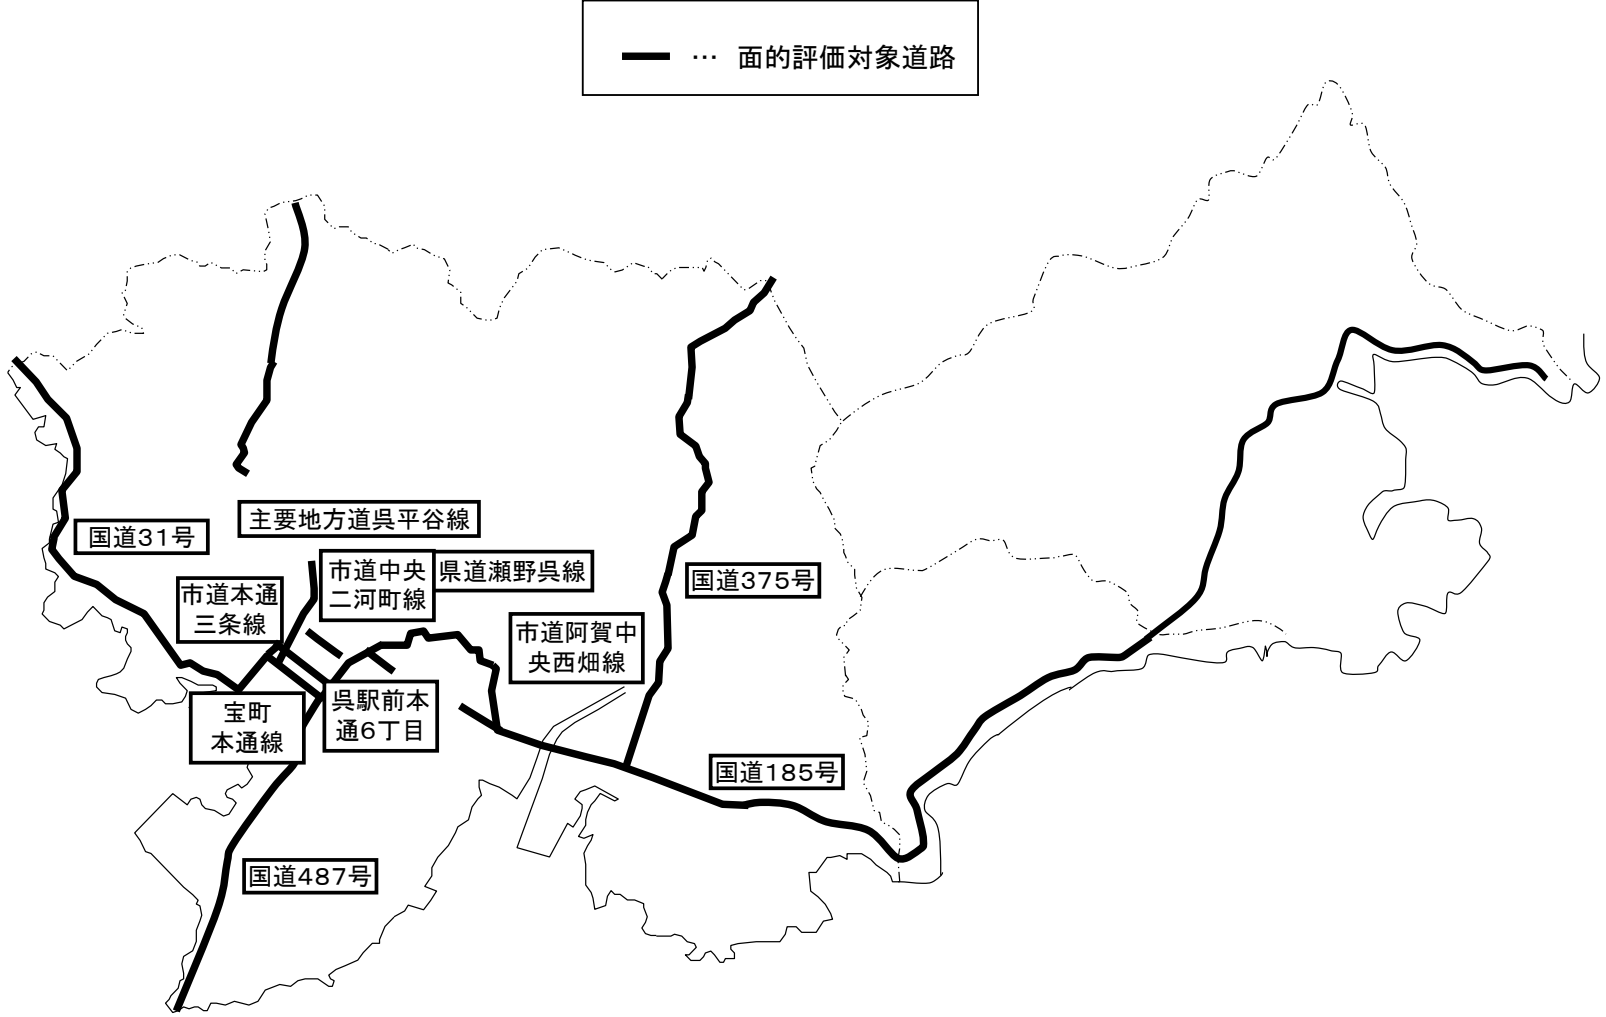 … 面的評価対象道路
主要地方道呉平谷線
国道31号
市道中央
二河町線
県道瀬野呉線
国道375号
市道本通
三条線
市道阿賀中
央西畑線
呉駅前本
通6丁目
宝町
本通線
国道185号
国道487号